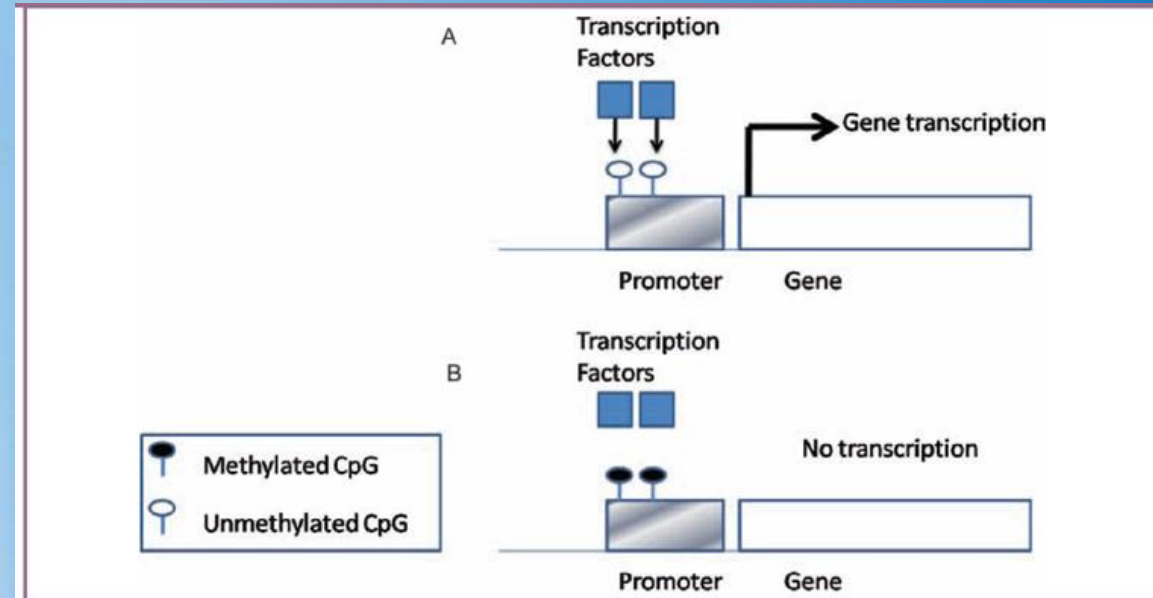 A
Transcription
Factors
Gene transcription
Promoter
Gene
B
Transcription
Factors
No transcription
Methylated CpG
Unmethylated CpG
Promoter
Gene